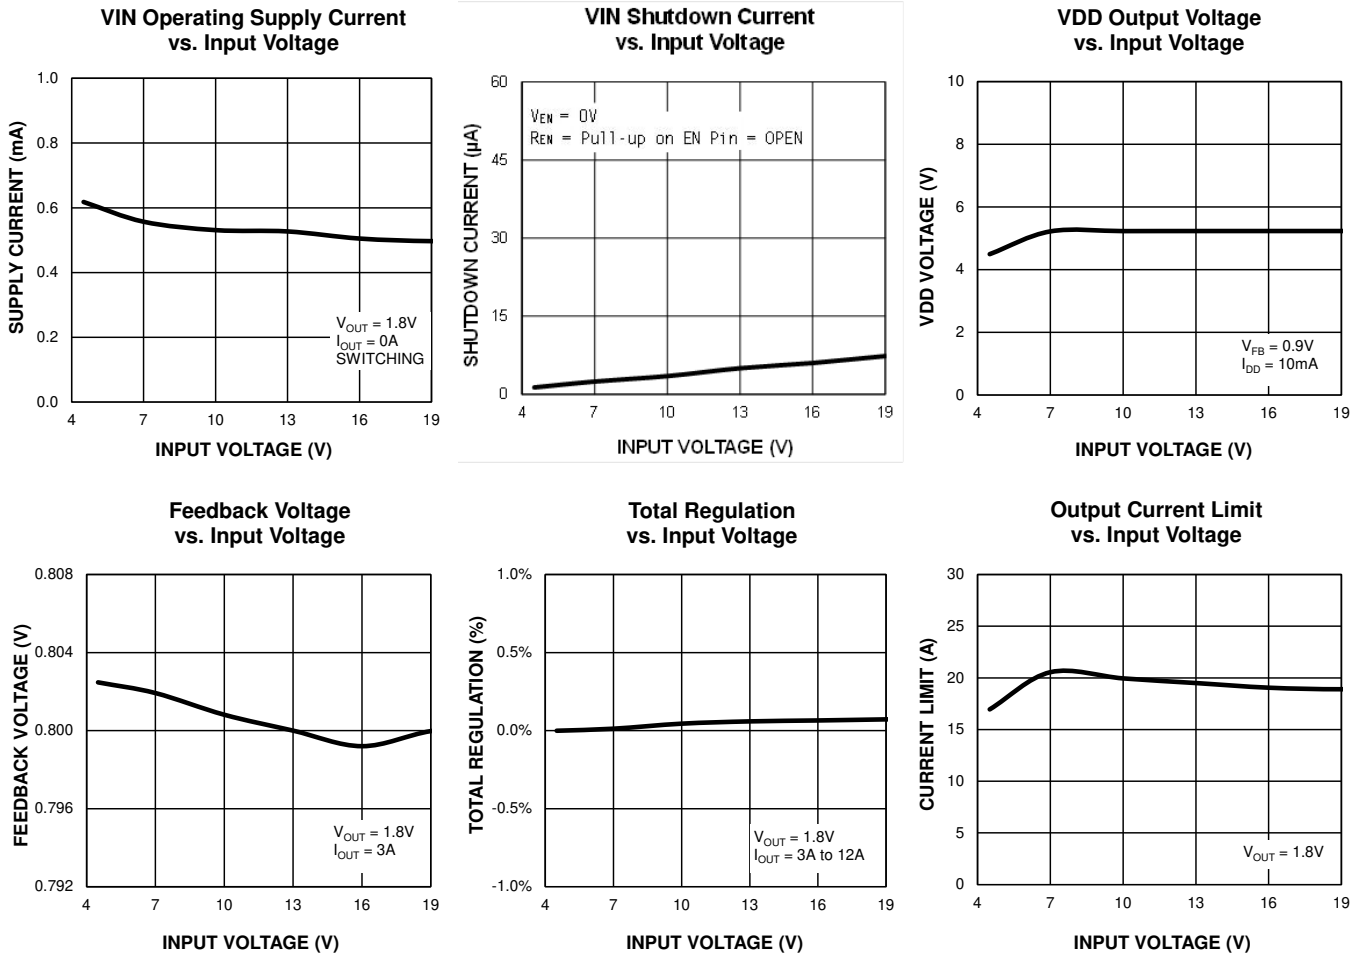 VIN Operating Supply Current
vs. Input Voltage
1.0
0.8
0.6
0.4
0.2
0.0
SUPPLY CURRENT (mA)
VOUT = 1.8V
IOUT = 0A
SWITCHING
4 7 10 13 16 19
INPUT VOLTAGE (V)
VIN Shutdown Current
vs. Input Voltage
60
45
30
15
0
SHUTDOWN CURRENT (µA)
VEN = 0V
REN = Pull-up on EN Pin = OPEN
4 7 10 13 16 19
INPUT VOLTAGE (V)
VDD Output Voltage
vs. Input Voltage
10
8
6
4
2
0
VDD VOLTAGE (V)
VFB = 0.9V
IDD = 10mA
4 7 10 13 16 19
INPUT VOLTAGE (V)
Feedback Voltage
vs. Input Voltage
0.808
0.804
0.800
0.796
0.792
FEEDBACK VOLTAGE (V)
VOUT = 1.8V
IOUT = 3A
4 7 10 13 16 19
INPUT VOLTAGE (V)
Total Regulation
vs. Input Voltage
1.0%
0.5%
0.0%
-0.5%
-1.0%
TOTAL REGULATION (%)
VOUT = 1.8V
IOUT = 3A to 12A
4 7 10 13 16 19
INPUT VOLTAGE (V)
Output Current Limit
vs. Input Voltage
30
25
20
15
10
5
0
CURRENT LIMIT (A)
VOUT = 1.8V
4 7 10 13 16 19
INPUT VOLTAGE (V)